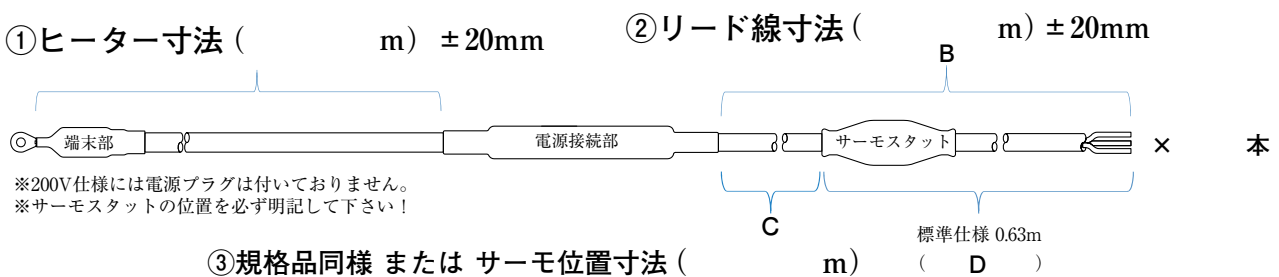 ①ヒーター寸法 (　　　　m) ±20mm
②リード線寸法 (　　　　m) ±20mm
B
端末部
電源接続部
サーモスタット
×　　本
※200V仕様には電源プラグは付いておりません。
※サーモスタットの位置を必ず明記して下さい！
C
標準仕様 0.63m
(　D　)
③規格品同様 または サーモ位置寸法 (　　　　m)